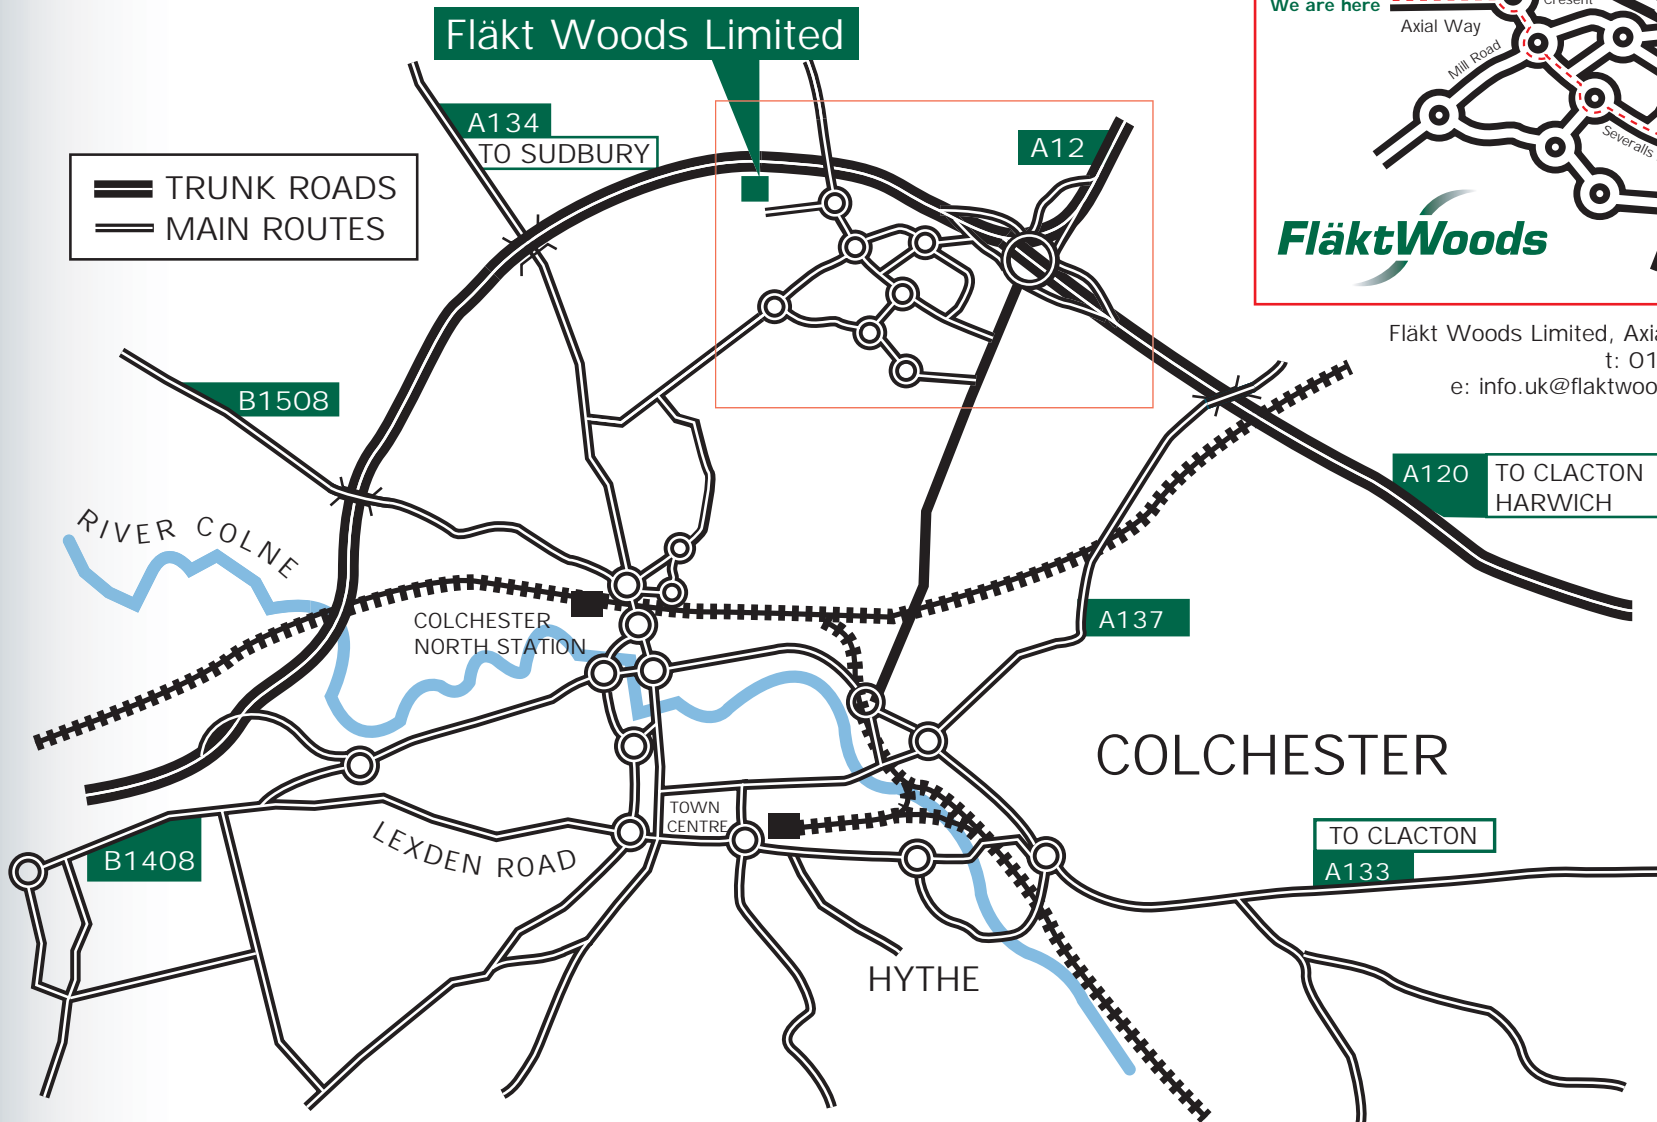 Fläkt Woods Limited
We are here
Axial Way
Mill Road
Severalls
FläktWoods
A134
TO SUDBURY
A12
TRUNK ROADS
MAIN ROUTES
Fläkt Woods Limited, Axia
t: 01
e: info.uk@flaktwoo
B1508
A120
TO CLACTON
HARWICH
RIVER COLNE
COLCHESTER
NORTH STATION
A137
COLCHESTER
TOWN
CENTRE
LEXDEN ROAD
B1408
TO CLACTON
A133
HYTHE